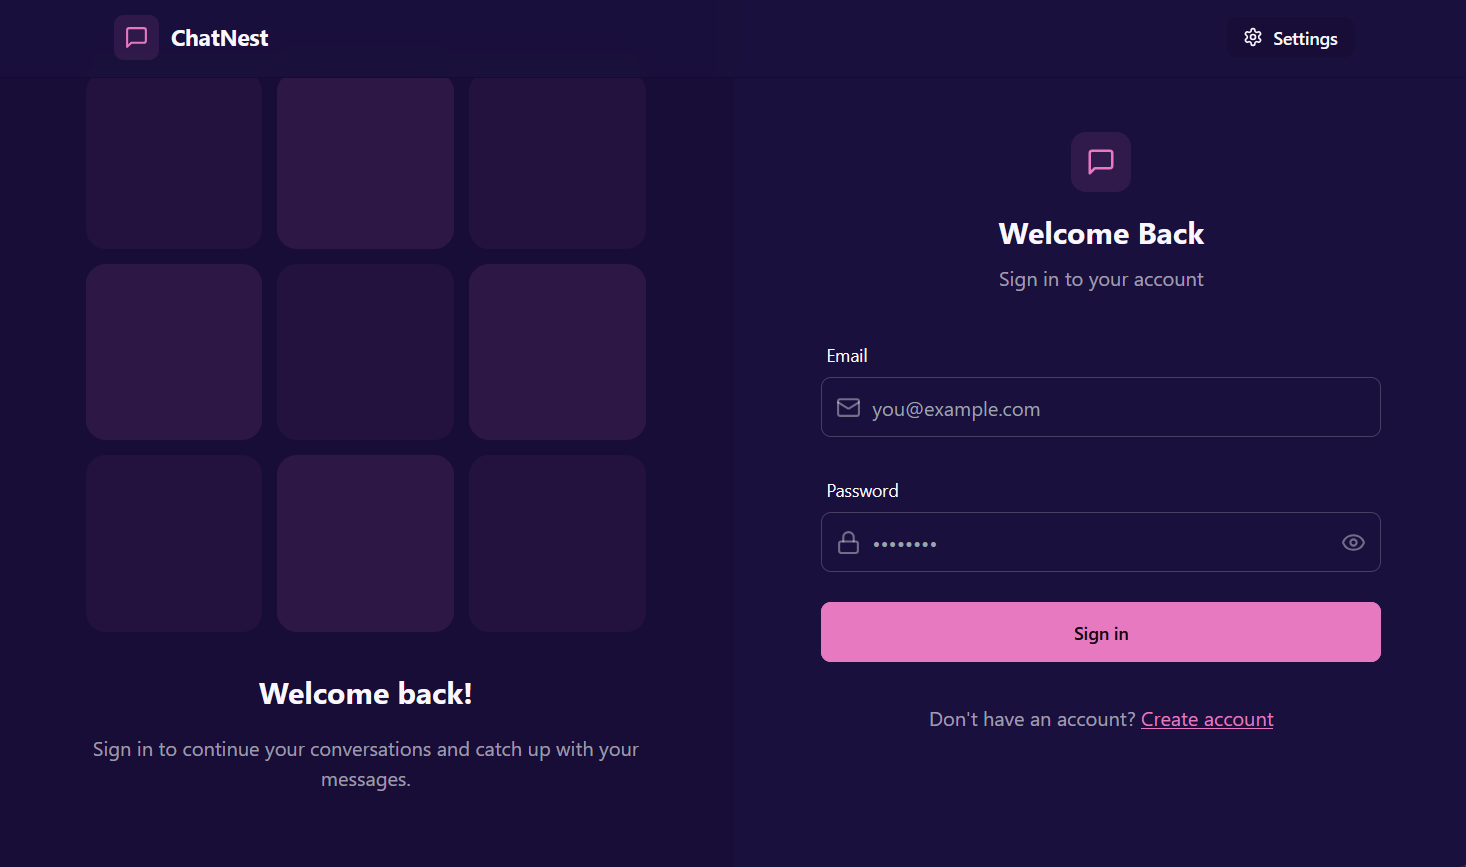 ChatNest
Settings
Welcome back!
Sign in to continue your conversations and catch up with your
messages.
Welcome Back
Sign in to your account
Email
you@example.com
Password
••••••••
Sign in
Don't have an account? Create account